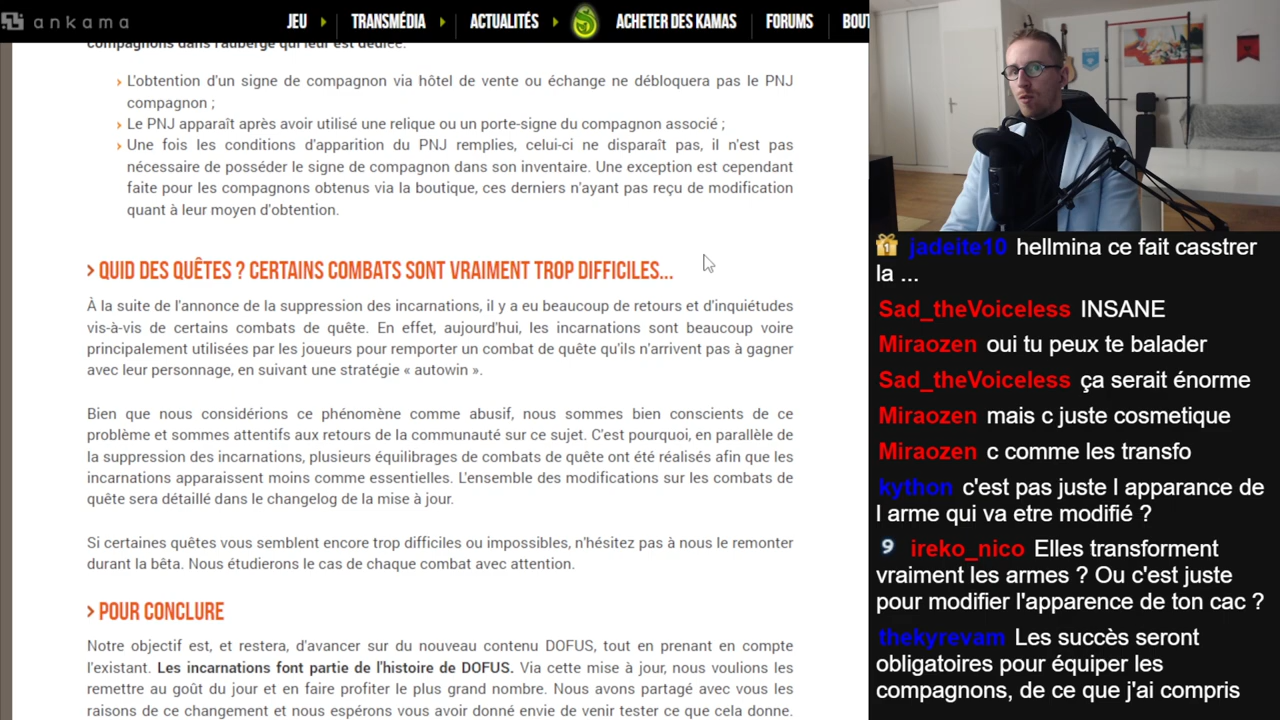 ankama
JEU
TRANSMÉDIA
ACTUALITÉS
ACHETER DES KAMAS
FORUMS
BOUT
compagnons dans l'auberge qui leur est dédiée.
L'obtention d'un signe de compagnon via hôtel de vente ou échange ne débloquera pas le PNJ
compagnon ;
Le PNJ apparaît après avoir utilisé une relique ou un porte-signe du compagnon associé ;
Une fois les conditions d'apparition du PNJ remplies, celui-ci ne disparaît pas, il n'est pas
nécessaire de posséder le signe de compagnon dans son inventaire. Une exception est cependant
faite pour les compagnons obtenus via la boutique, ces derniers n'ayant pas reçu de modification
quant à leur moyen d'obtention.
> QUID DES QUÊTES ? CERTAINS COMBATS SONT VRAIMENT TROP DIFFICILES...
À la suite de l'annonce de la suppression des incarnations, il y a eu beaucoup de retours et d'inquiétudes
vis-à-vis de certains combats de quête. En effet, aujourd'hui, les incarnations sont beaucoup voire
principalement utilisées par les joueurs pour remporter un combat de quête qu'ils n'arrivent pas à gagner
avec leur personnage, en suivant une stratégie « autowin ».
Bien que nous considérions ce phénomène comme abusif, nous sommes bien conscients de ce
problème et sommes attentifs aux retours de la communauté sur ce sujet. C'est pourquoi, en parallèle de
la suppression des incarnations, plusieurs équilibrages de combats de quête ont été réalisés afin que les
incarnations apparaissent moins comme essentielles. L'ensemble des modifications sur les combats de
quête sera détaillé dans le changelog de la mise à jour.
Si certaines quêtes vous semblent encore trop difficiles ou impossibles, n'hésitez pas à nous le remonter
durant la bêta. Nous étudierons le cas de chaque combat avec attention.
> POUR CONCLURE
Notre objectif est, et restera, d'avancer sur du nouveau contenu DOFUS, tout en prenant en compte
l'existant. Les incarnations font partie de l'histoire de DOFUS. Via cette mise à jour, nous voulions les
remettre au goût du jour et en faire profiter le plus grand nombre. Nous avons partagé avec vous les
raisons de ce changement et nous espérons vous avoir donné envie de venir tester ce que cela donne.
1 jadeite10 hellmina ce fait casstrer
la ...
Sad_theVoiceless INSANE
Miraozen oui tu peux te balader
Sad_theVoiceless ça serait énorme
Miraozen mais c juste cosmetique
Miraozen c comme les transfo
kython c'est pas juste l apparance de
l arme qui va etre modifié ?
9 ireko_nico Elles transforment
vraiment les armes ? Ou c'est juste
pour modifier l'apparence de ton cac ?
thekyrevam Les succès seront
obligatoires pour équiper les
compagnons, de ce que j'ai compris